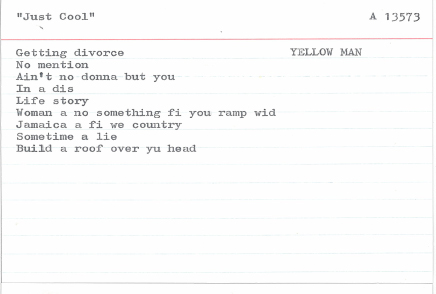 "Just Cool" A 13573
Getting divorce YELLOW MAN
No mention
Ain't no donna but you
In a dis
Life story
Woman a no something fi you ramp wid
Jamaica a fi we country
Sometime a lie
Build a roof over yu head